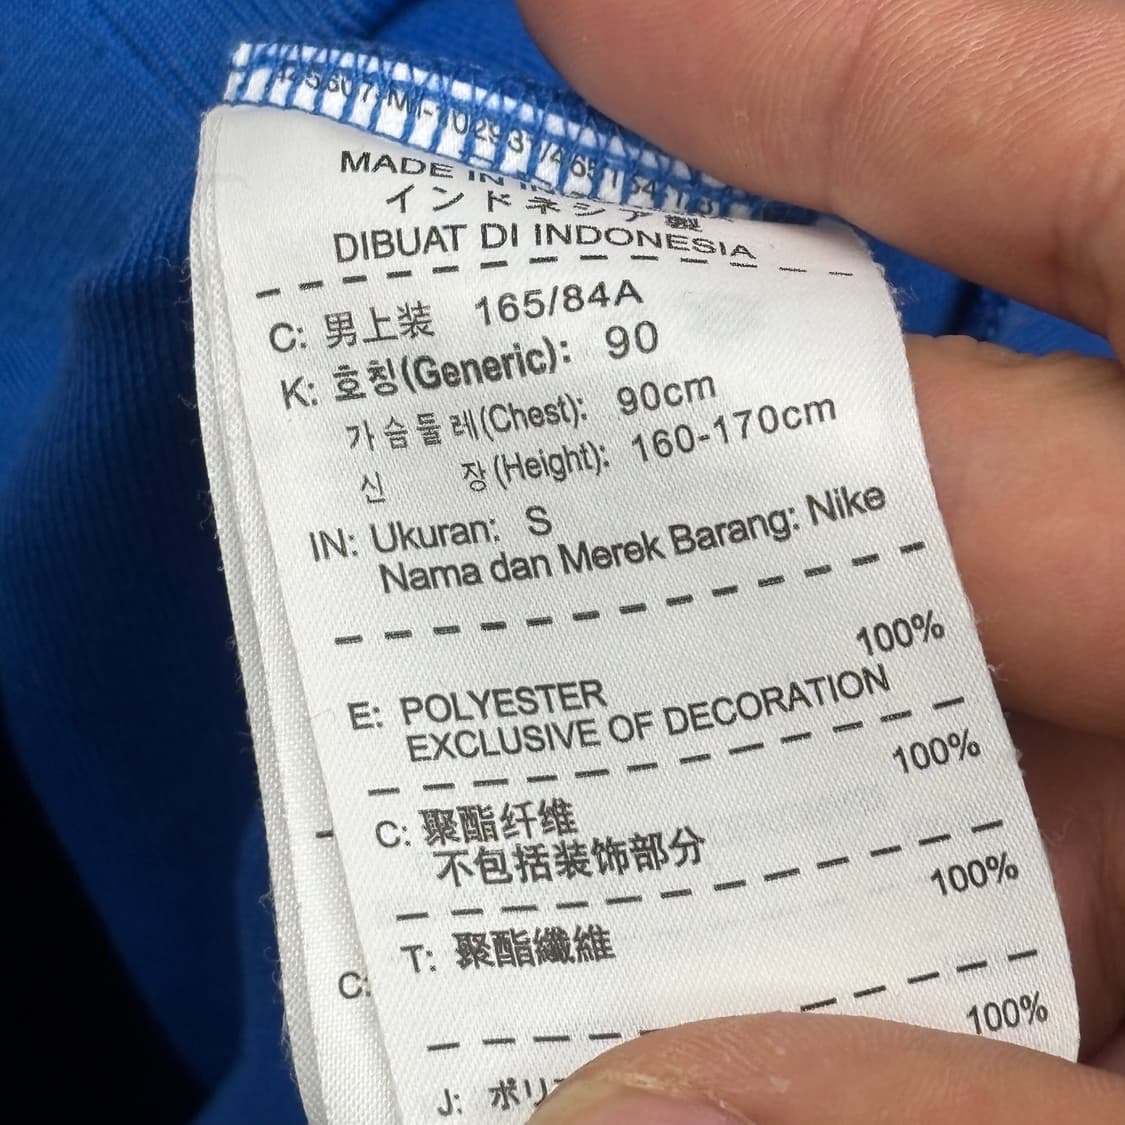 MADE IN
インドネシア製
DIBUAT DI INDONESIA
C: 男上装 165/84A
K: 호칭(Generic): 90
가슴둘레(Chest): 90cm
신 장(Height): 160-170cm
IN: Ukuran: S
Nama dan Merek Barang: Nike
100%
E: POLYESTER
EXCLUSIVE OF DECORATION
100%
C: 聚酯纤维
不包括装饰部分
100%
T: 聚酯纖維
C:
100%
J: ポリ